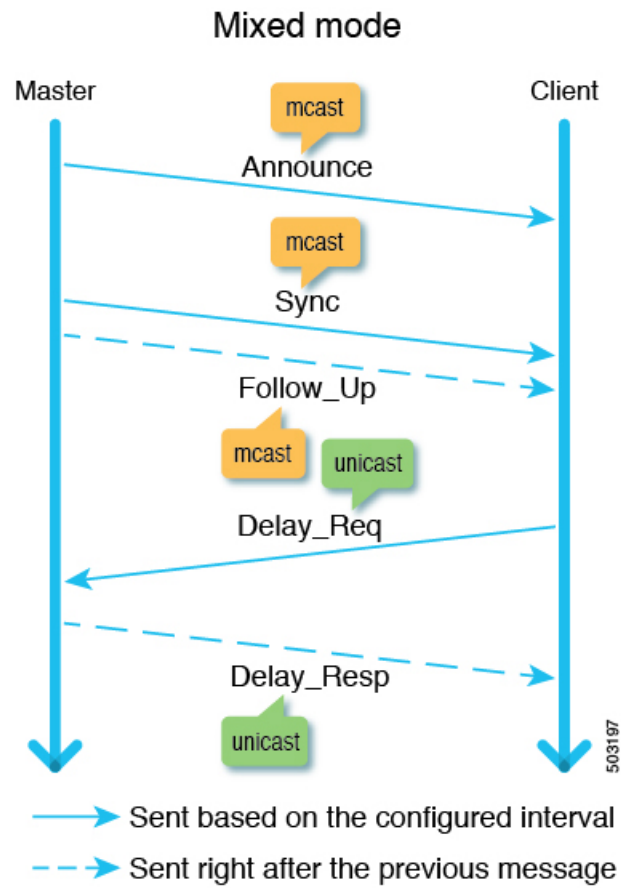 Mixed mode
Master
Client
mcast
Announce
mcast
Sync
Follow_Up
mcast
unicast
Delay_Req
Delay_Resp
unicast
503197
Sent based on the configured interval
Sent right after the previous message